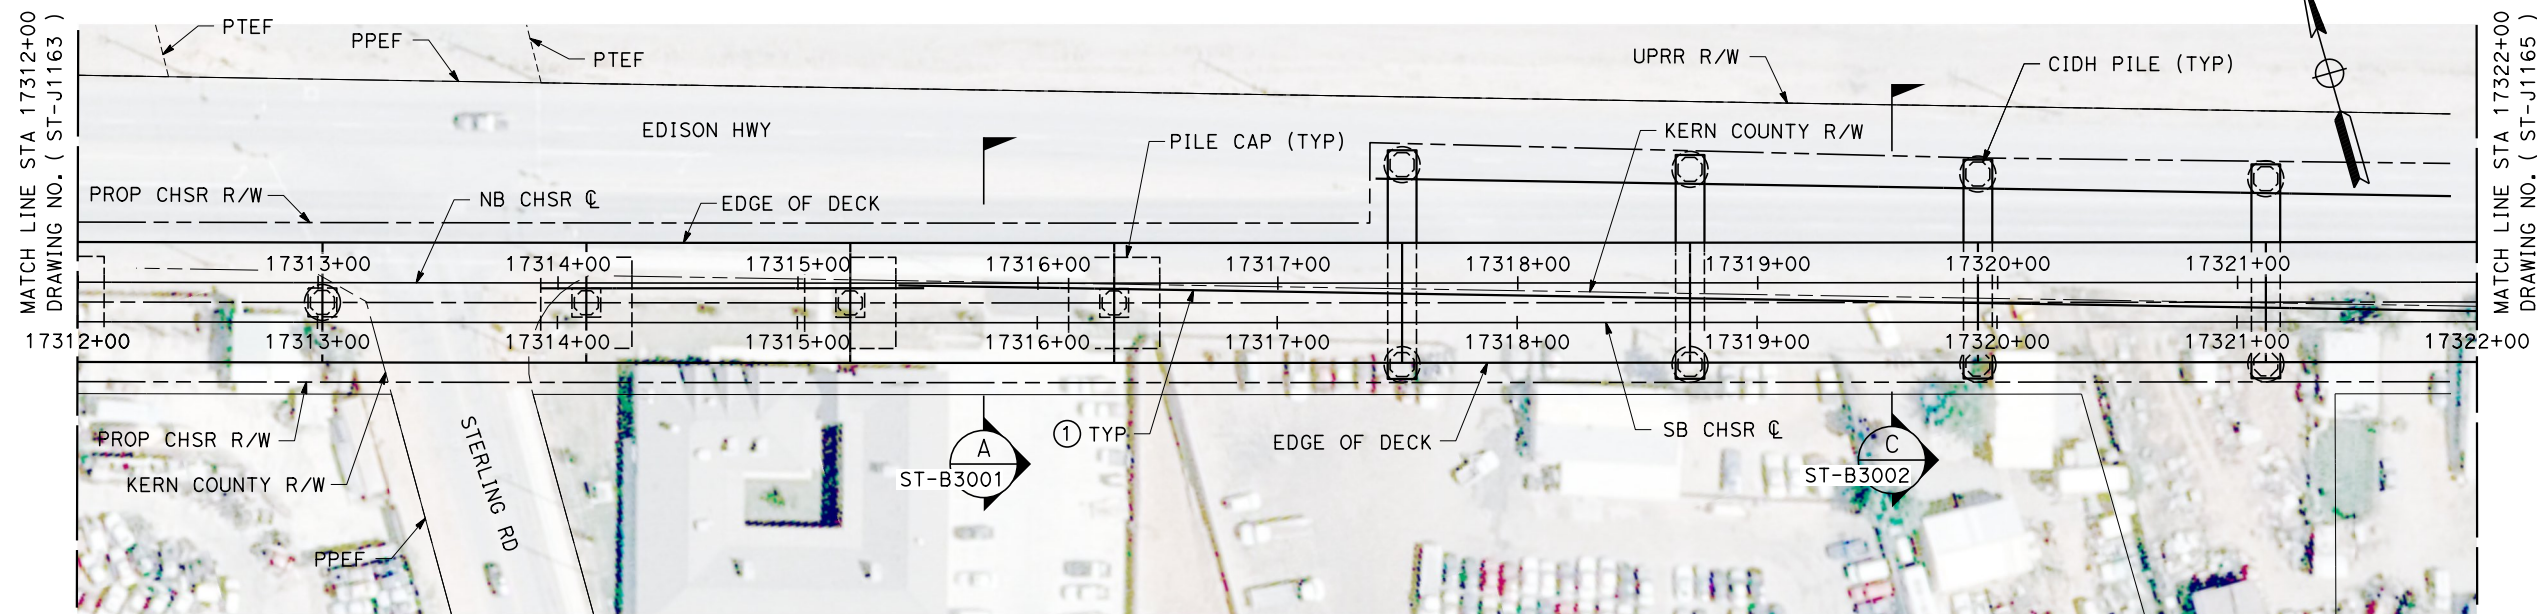 MATCH LINE STA 17312+00
DRAWING NO. ( ST-J1163 )
PTEF
PPEF
PTEF
UPRR R/W
CIDH PILE (TYP)
EDISON HWY
PILE CAP (TYP)
KERN COUNTY R/W
PROP CHSR R/W
NB CHSR ℄
EDGE OF DECK
17313+00
17314+00
17315+00
17316+00
17317+00
17318+00
17319+00
17320+00
17321+00
17312+00
17313+00
17314+00
17315+00
17316+00
17317+00
17318+00
17319+00
17320+00
17321+00
17322+00
PROP CHSR R/W
KERN COUNTY R/W
PPEF
STERLING RD
A
ST-B3001
1 TYP
EDGE OF DECK
SB CHSR ℄
C
ST-B3002
MATCH LINE STA 17322+00
DRAWING NO. ( ST-J1165 )